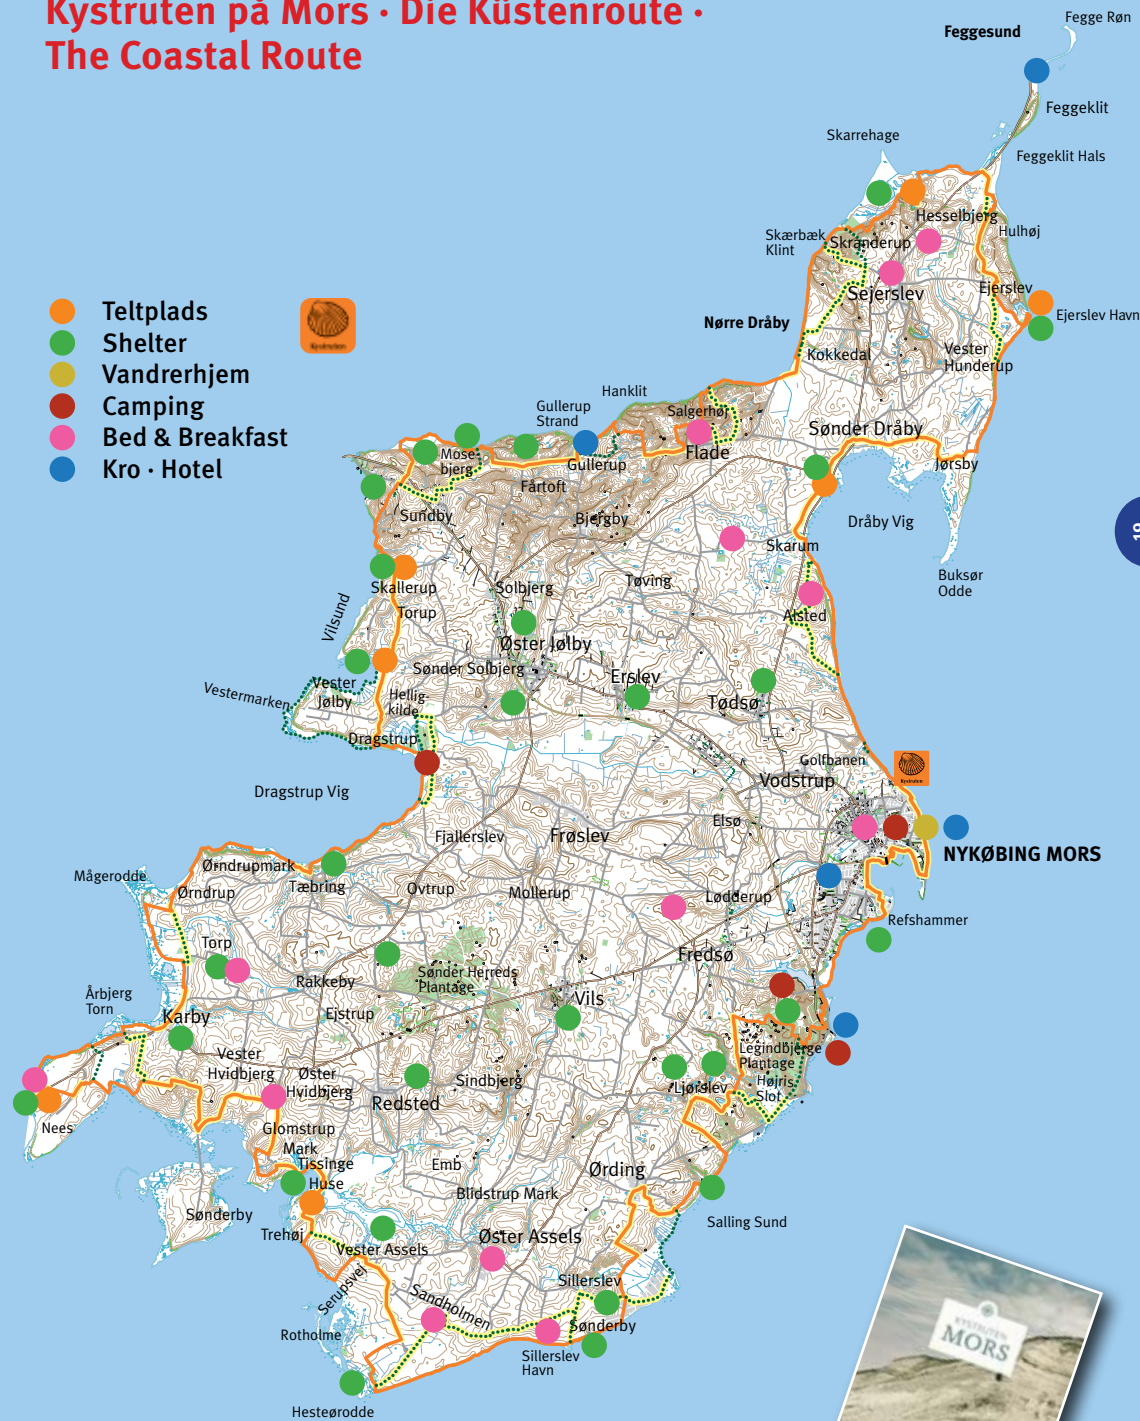 Kystruten på Mors · Die Küstenroute ·
The Coastal Route
Teltplads
Shelter
Vandrerhjem
Camping
Bed & Breakfast
Kro · Hotel
Kystruten
Fegge Røn
Feggesund
Feggeklit
Skarrehage
Feggeklit Hals
Hesselbjerg
Skærbæk
Klint
Skranderup
Hulhøj
Sejerslev
Ejerslev
Ejerslev Havn
Nørre Dråby
Kokkedal
Vester
Hunderup
Hanklit
Gullerup
Strand
Salgerhøj
Sønder Dråby
Mose
bjerg
Gullerup
Flade
Jørsby
Fårtoft
Sundby
Bjergby
Dråby Vig
19
Skarum
Buksør
Odde
Skallerup
Solbjerg
Tøving
Vilsund
Torup
Alsted
Øster Jølby
Sønder Solbjerg
Erslev
Vester
Jølby
Vestermarken
Hellig-
kilde
Tødsø
Dragstrup
Golfbanen
Kystruten
Vodstrup
Dragstrup Vig
Elsø
Fjallerslev
Frøslev
NYKØBING MORS
Ørndrupmark
Mågerodde
Tæbring
Ørndrup
Ovtrup
Mollerup
Lødderup
Refshammer
Torp
Fredsø
Rakkeby
Sønder Herreds
Plantage
Årbjerg
Torn
Vils
Karby
Ejstrup
Vester
Hvidbjerg
Legindbjerge
Plantage
Øster
Hvidbjerg
Sindbjerg
Ljørslev
Højris
Slot
Redsted
Nees
Glomstrup
Mark
Tissinge
Huse
Emb
Ørding
Blidstrup Mark
Sønderby
Salling Sund
Trehøj
Vester Assels
Øster Assels
Serupsvej
Sillerslev
Sandholmen
Rotholme
Sønderby
Sillerslev
Havn
Hesteørodde
KYSTRUTEN
MORS